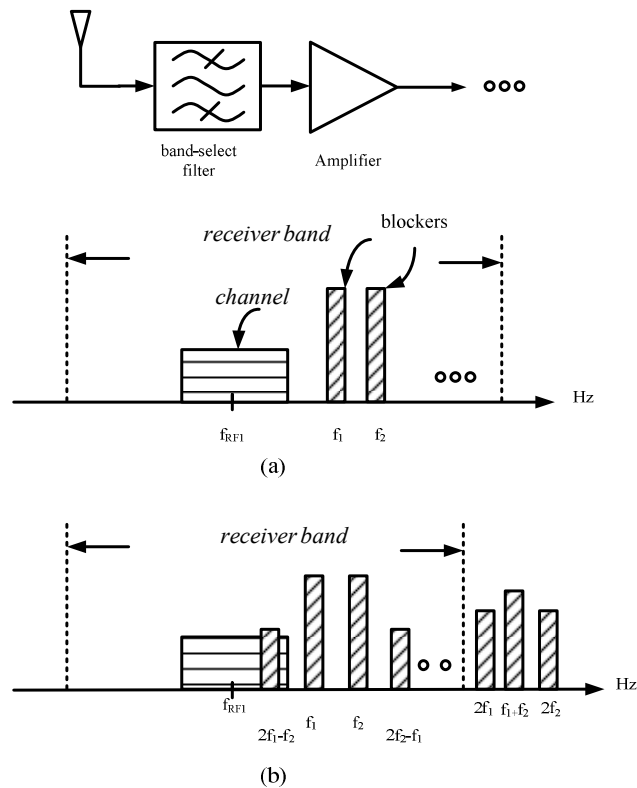 band-select
filter
Amplifier
receiver band
blockers
channel
Hz
fRF1
f1
f2
(a)
receiver band
Hz
fRF1
2f1-f2
f1
f2
2f2-f1
2f1
f1+f2
2f2
(b)